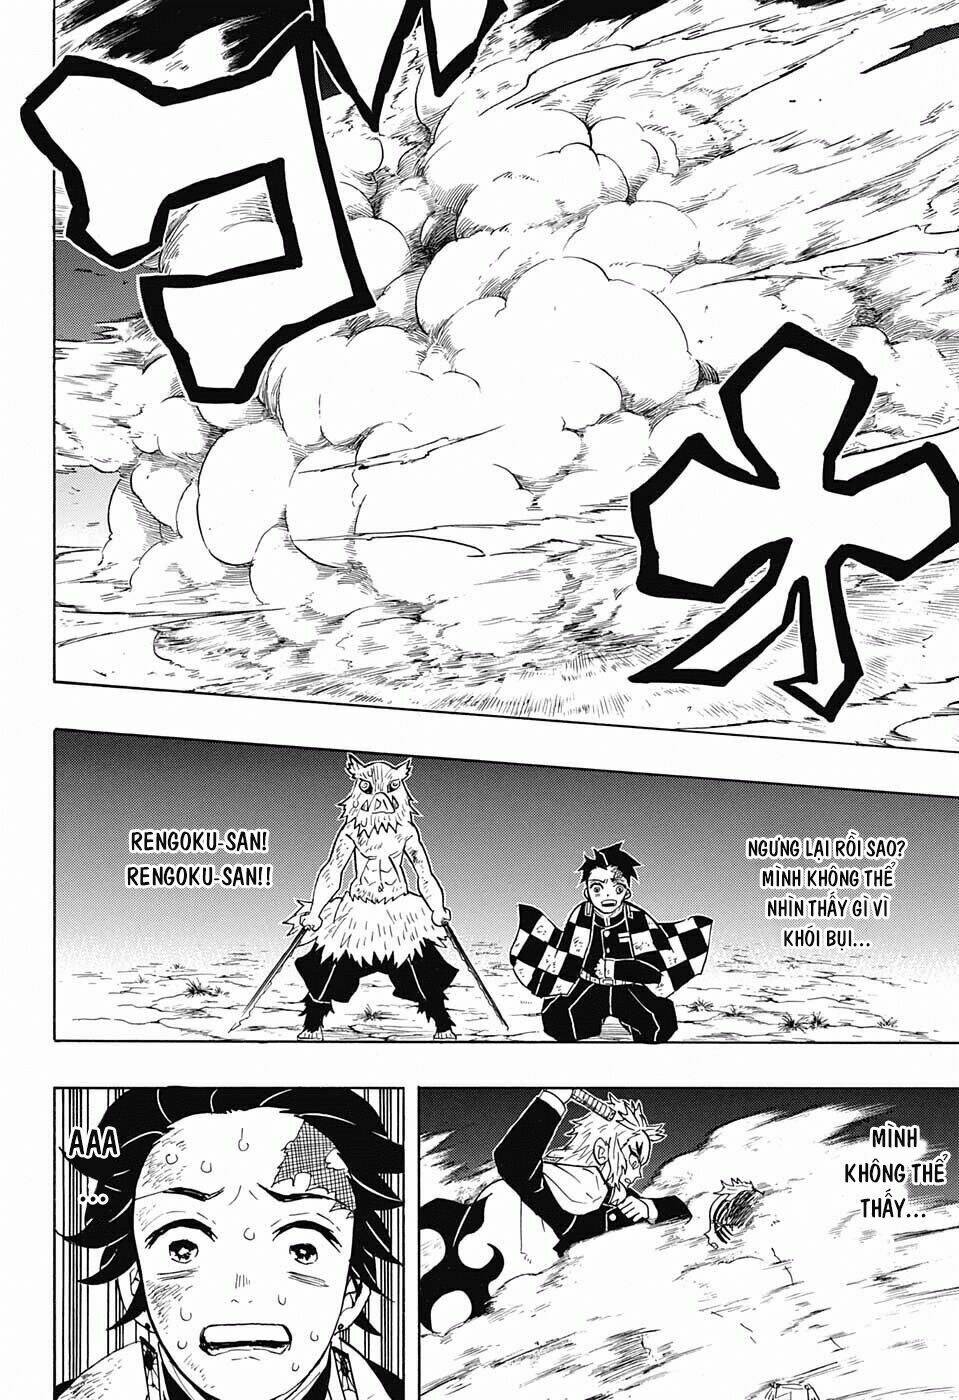 NGƯNG LẠI RỒI SAO?
MÌNH KHÔNG THỂ
NHÌN THẤY GÌ VÌ
KHÓI BỤI...
RENGOKU-SAN!
RENGOKU-SAN!!
MÌNH
KHÔNG THỂ
THẤY...
AAA
...